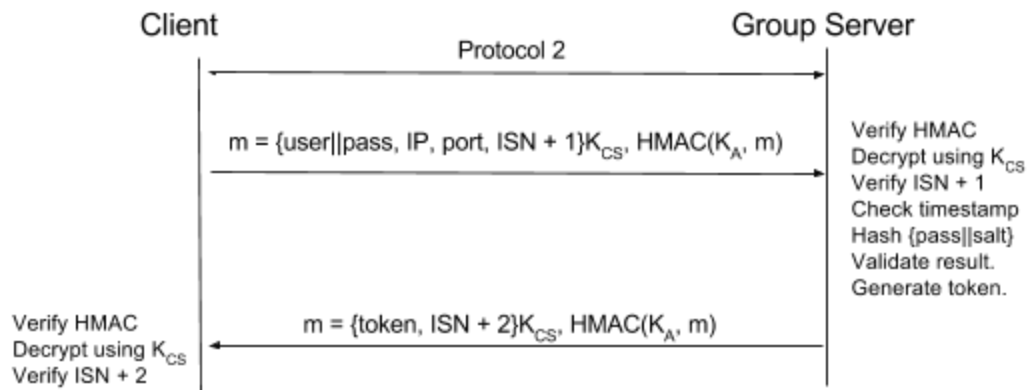 Client
Group Server
Protocol 2
m = {user||pass, IP, port, ISN + 1}K_CS, HMAC(K_A, m)
Verify HMAC
Decrypt using K_CS
Verify ISN + 1
Check timestamp
Hash {pass||salt}
Validate result.
Generate token.
m = {token, ISN + 2}K_CS, HMAC(K_A, m)
Verify HMAC
Decrypt using K_CS
Verify ISN + 2